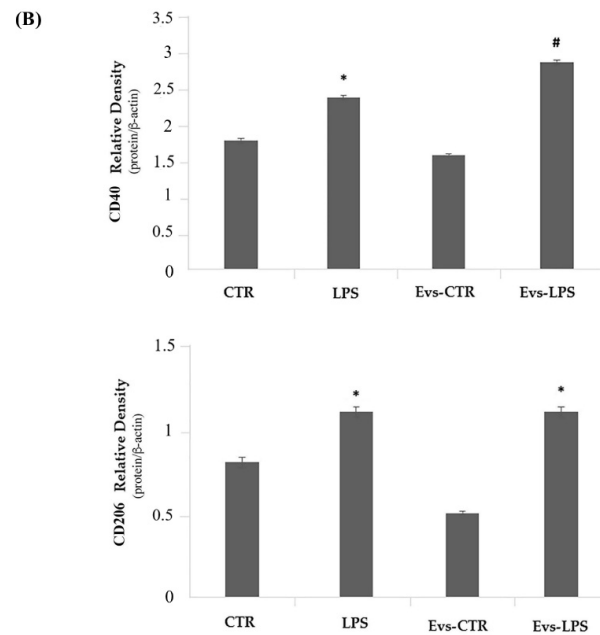 (B)
CD40 Relative Density
(protein/β-actin)
3.5
3
2.5
2
1.5
1
0.5
0
*
#
CTR LPS Evs-CTR Evs-LPS
CD206 Relative Density
(protein/β-actin)
1.5
1
0.5
0
*
*
CTR LPS Evs-CTR Evs-LPS